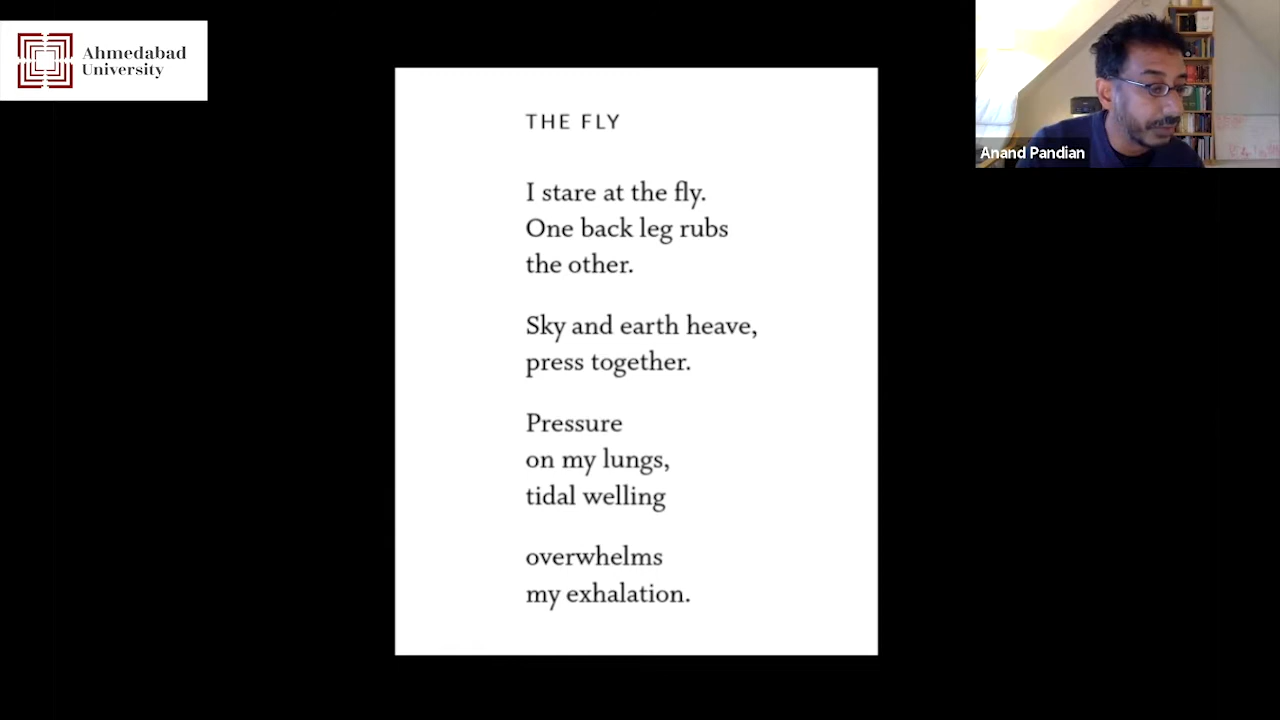 Ahmedabad
University
Anand Pandian
THE FLY
I stare at the fly.
One back leg rubs
the other.
Sky and earth heave,
press together.
Pressure
on my lungs,
tidal welling
overwhelms
my exhalation.